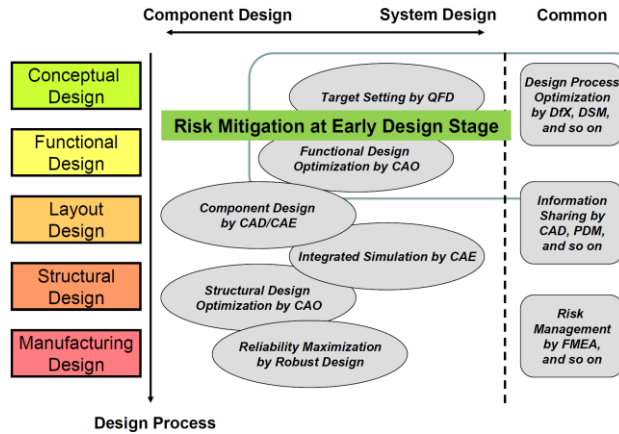 Component Design
System Design
Common
Conceptual
Design
Functional
Design
Layout
Design
Structural
Design
Manufacturing
Design
Target Setting by QFD
Risk Mitigation at Early Design Stage
Functional Design
Optimization by CAO
Component Design
by CAD/CAE
Integrated Simulation by CAE
Structural Design
Optimization by CAO
Reliability Maximization
by Robust Design
Design Process
Optimization
by DfX, DSM,
and so on
Information
Sharing by
CAD, PDM,
and so on
Risk
Management
by FMEA,
and so on
Design Process